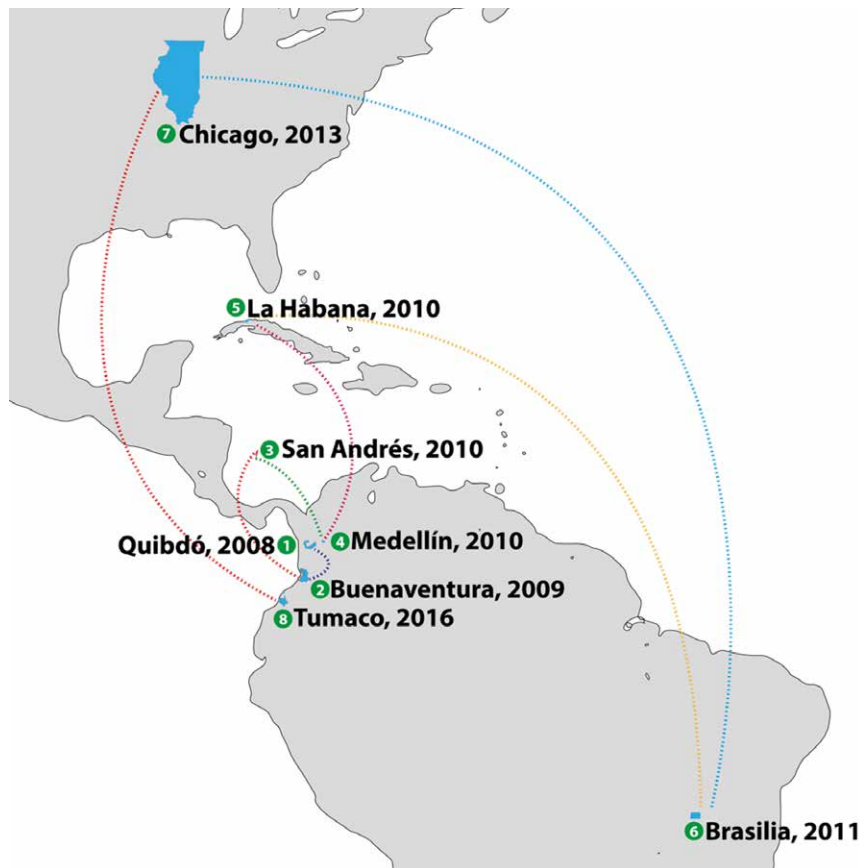 7 Chicago, 2013
5 La Habana, 2010
3 San Andrés, 2010
Quibdó, 2008 1
4 Medellín, 2010
2 Buenaventura, 2009
8 Tumaco, 2016
6 Brasilia, 2011